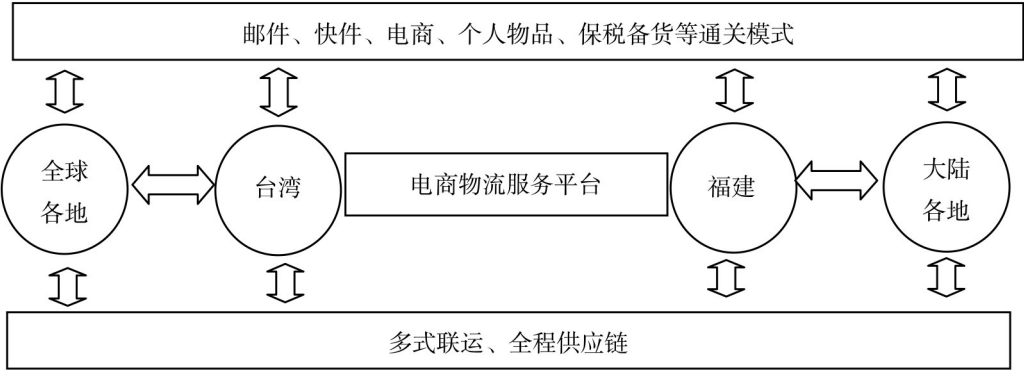 邮件、快件、电商、个人物品、保税备货等通关模式
全球
各地
台湾
电商物流服务平台
福建
大陆
各地
多式联运、全程供应链